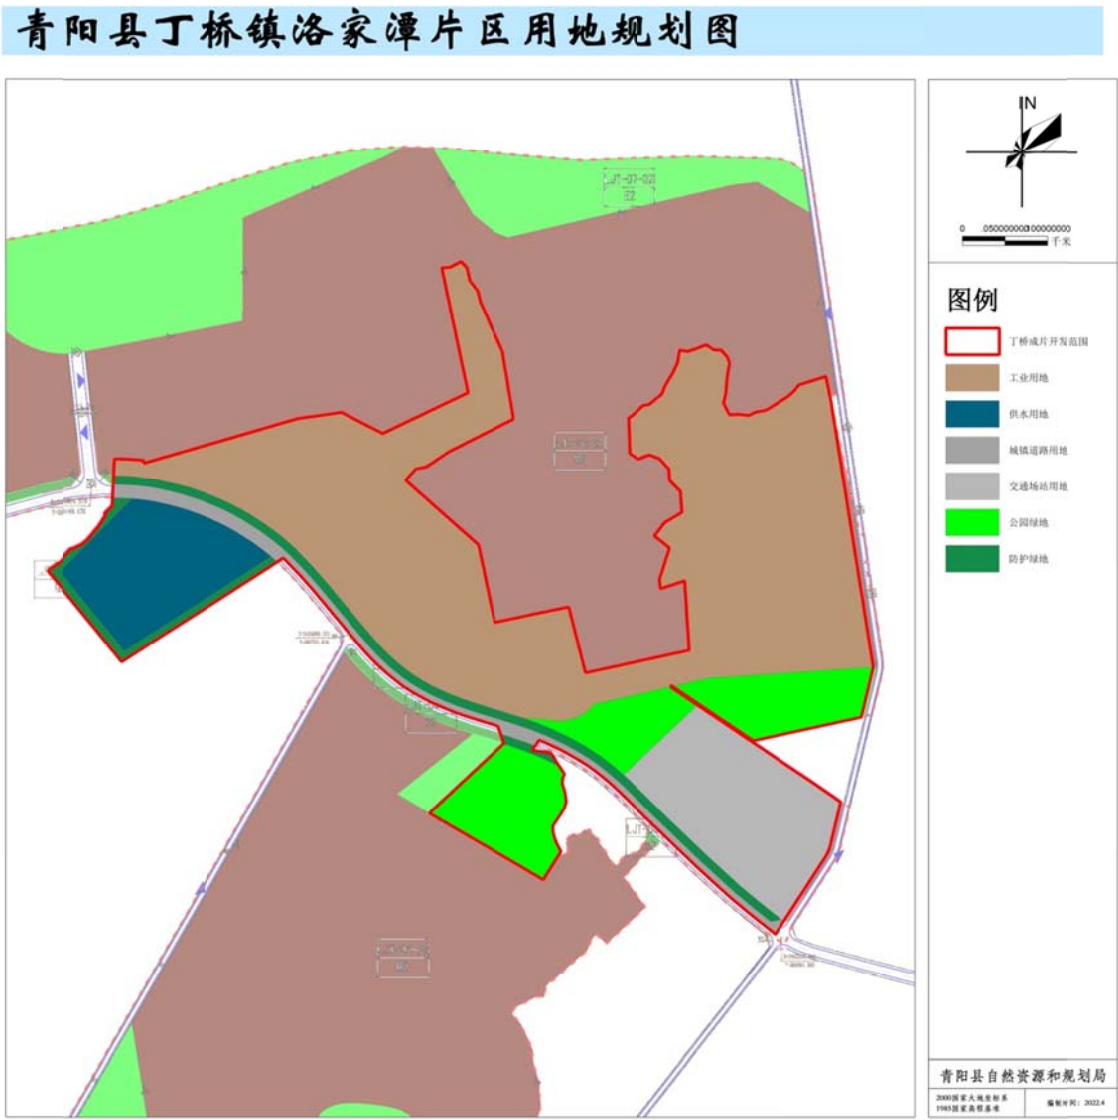 青阳县丁桥镇洛家潭片区用地规划图
N
千米
图例
丁桥成片开发范围
工业用地
供水用地
城镇道路用地
交通场站用地
公园绿地
防护绿地
青阳县自然资源和规划局
2000国家大地坐标系
1985国家高程基准
编制时间：2022.4